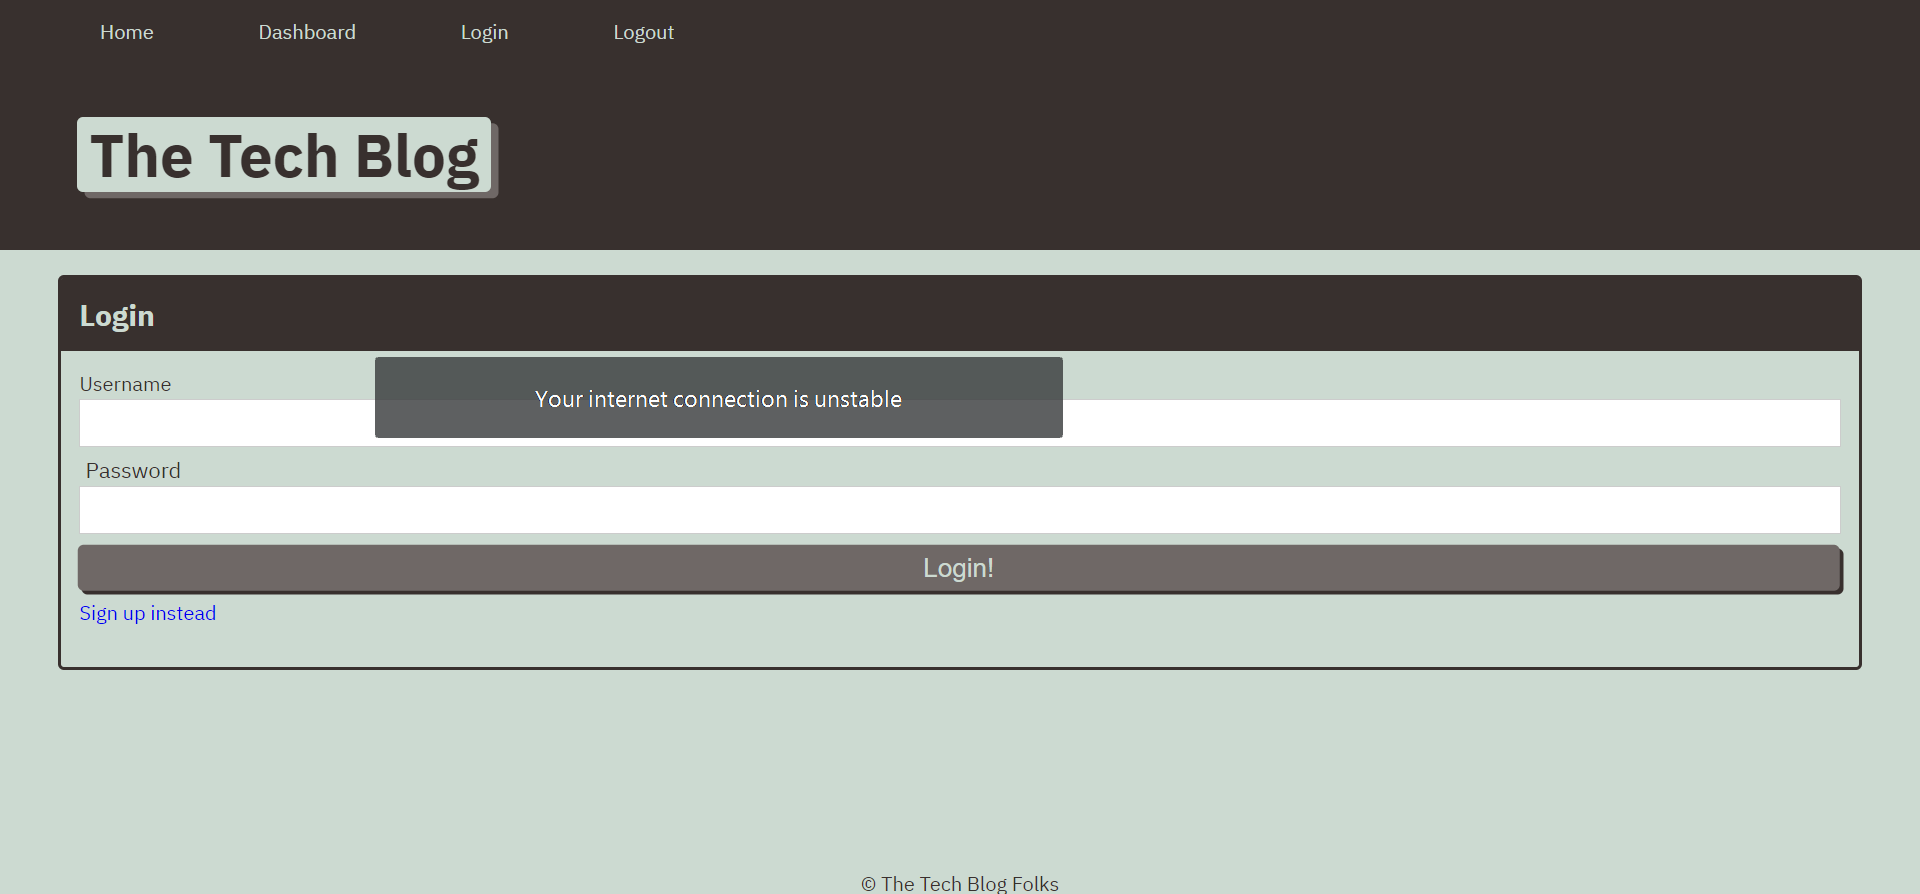 Home Dashboard Login Logout
The Tech Blog
Login
Username
Your internet connection is unstable
Password
Login!
Sign up instead
© The Tech Blog Folks